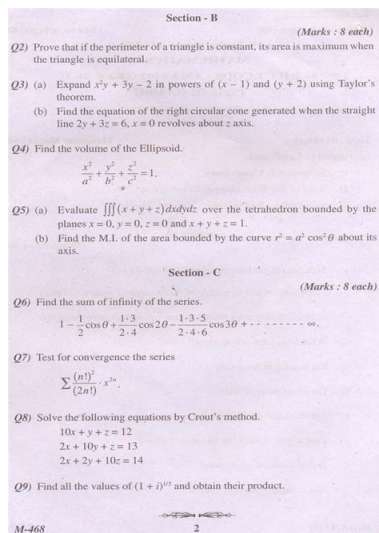 Section - B
(Marks : 8 each)
Q2) Prove that if the perimeter of a triangle is constant, its area is maximum when
the triangle is equilateral.
Q3) (a) Expand x²y + 3y – 2 in powers of (x – 1) and (y + 2) using Taylor's
theorem.
(b) Find the equation of the right circular cone generated when the straight
line 2y + 3z = 6, x = 0 revolves about z axis.
Q4) Find the volume of the Ellipsoid.
x²/a² + y²/b² + z²/c² = 1.
Q5) (a) Evaluate ∭(x + y + z) dxdydz over the tetrahedron bounded by the
planes x = 0, y = 0, z = 0 and x + y + z = 1.
(b) Find the M.I. of the area bounded by the curve r² = a² cos² θ about its
axis.
Section - C
(Marks : 8 each)
Q6) Find the sum of infinity of the series.
1 – 1/2 cos θ + 1·3/2·4 cos 2θ – 1·3·5/2·4·6 cos 3θ + - - - - - - - - ∞.
Q7) Test for convergence the series
∑ (n!)²/(2n!) · x²ⁿ.
Q8) Solve the following equations by Crout's method.
10x + y + z = 12
2x + 10y + z = 13
2x + 2y + 10z = 14
Q9) Find all the values of (1 + i)^1/3 and obtain their product.
M-468 2